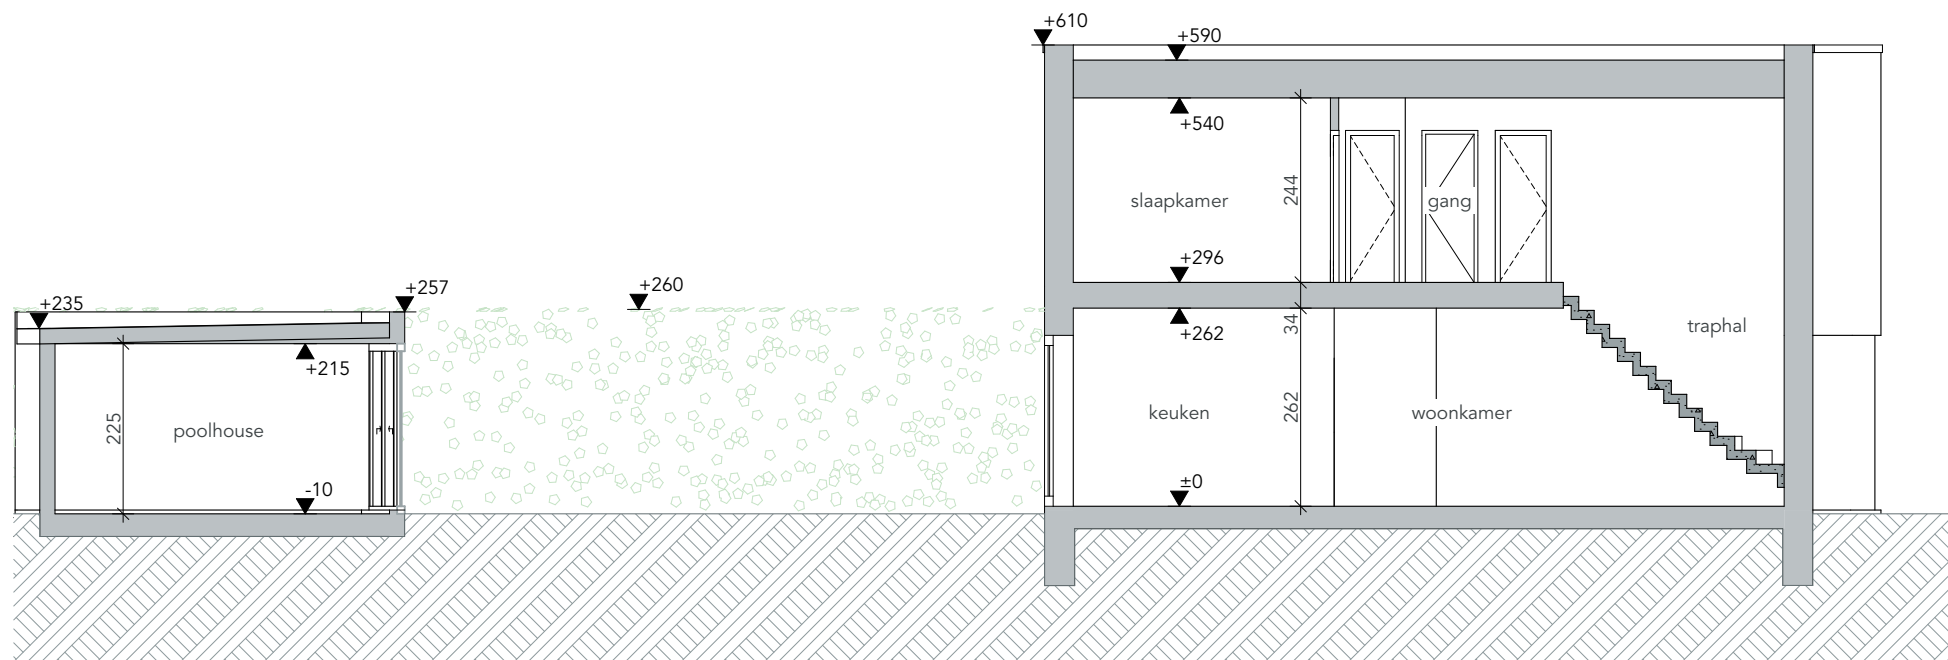 +610
+590
+540
244
slaapkamer
gang
+296
+257
+260
+235
34
+262
traphal
+215
225
poolhouse
262
keuken
woonkamer
-10
±0